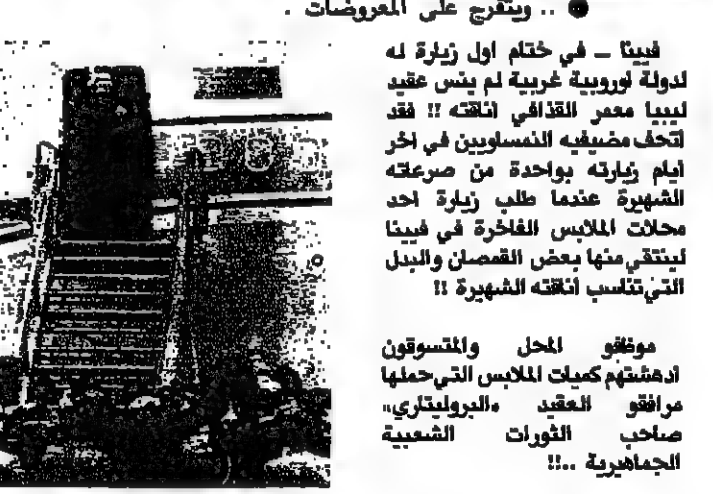 ● .. ويتفرج على المعروضات .
فيينا ــ في ختام اول زيارة له
لدولة اوروبية غربية لم ينس عقيد
ليبيا معمر القذافي اناقته !! فقد
اتحف مضيفيه النمساويين في اخر
ايام زيارته بواحدة من صرعاته
الشهيرة عندما طلب زيارة احد
محلات الملابس الفاخرة في فيينا
لينتقي منها بعض القمصان والبدل
التي تناسب أناقته الشهيرة !!
موظفو المحل والمتسوقون
أدهشتهم كميات الملابس التي حملها
مرافقو العقيد «البروليتاري»
صاحب الثورات الشعبية
الجماهيرية ..!!